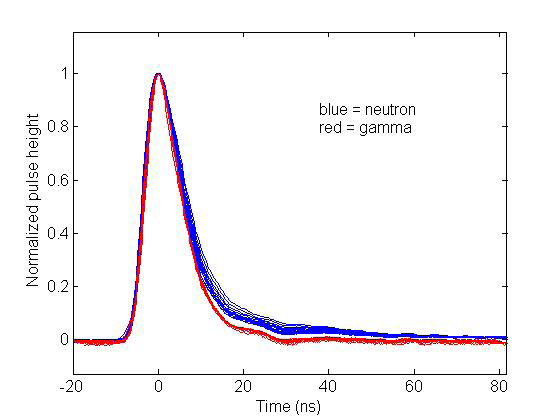 1
0.8
0.6
0.4
0.2
0
Normalized pulse height
blue = neutron
red = gamma
-20 0 20 40 60 80
Time (ns)